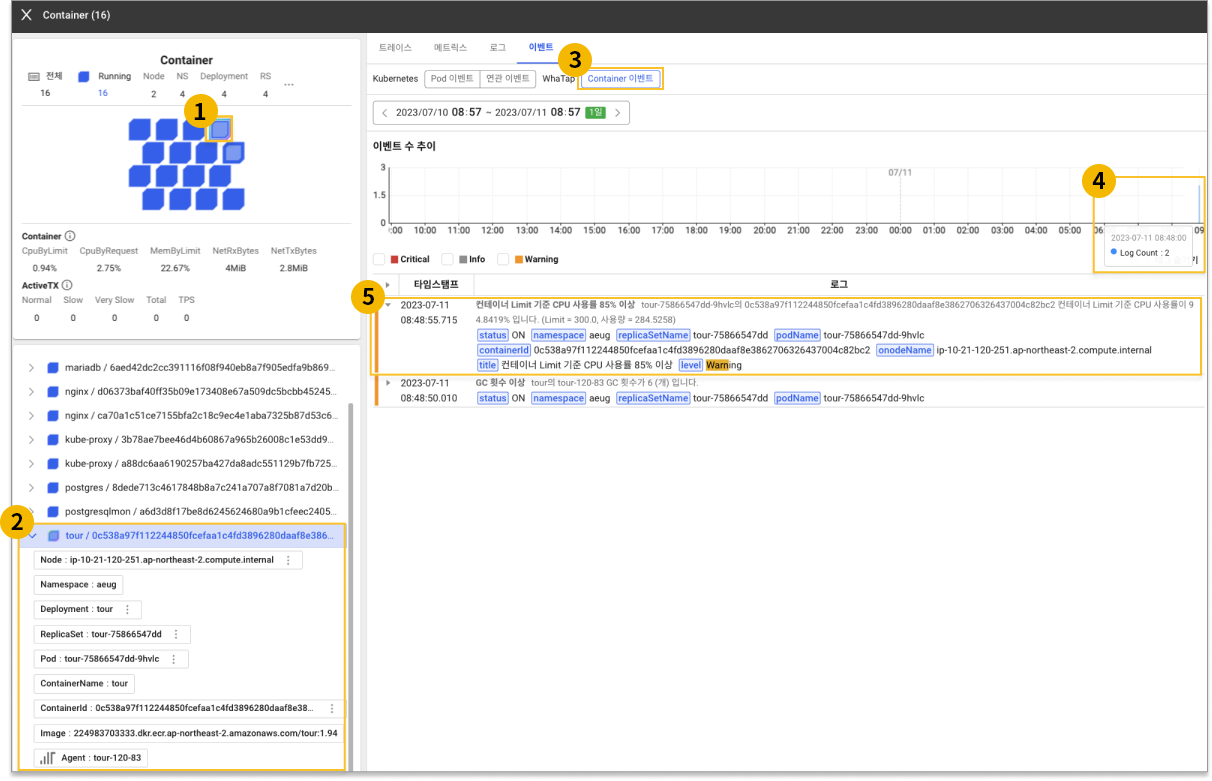 Container (16)
Container
전체 Running Node NS Deployment RS ...
16 16 2 4 4 4
1
Container
CpuByLimit CpuByRequest MemByLimit NetRxBytes NetTxBytes
0.94% 2.75% 22.67% 4MiB 2.8MiB
ActiveTX
Normal Slow Very Slow Total TPS
0 0 0 0 0
mariadb / 6aed42dc2cc391116f08f940eb8a7f905edfa9b869...
nginx / d06373baf40ff35b09e173408e67a509dc5bcbb45245...
nginx / ca70a1c51ce7155bfa2c18c9ec4e1aba7325b87d53c6...
kube-proxy / 3b78ae7bee46d4b60867a965b26008c1e53dd9...
kube-proxy / a88dc6aa6190257ba427da8adc551129b7fb725...
postgres / 8dede713c4617848b8a7c241a707a8f7081a7d20b...
postgresqlmon / a6d3d8f17be8d6245624680a9b1cfeec2405...
2
tour / 0c538a97f112244850fcefaa1c4fd3896280daaf8e386...
Node : ip-10-21-120-251.ap-northeast-2.compute.internal
Namespace : aeug
Deployment : tour
ReplicaSet : tour-75866547dd
Pod : tour-75866547dd-9hvlc
ContainerName : tour
ContainerId : 0c538a97f112244850fcefaa1c4fd3896280daaf8e38...
Image : 224983703333.dkr.ecr.ap-northeast-2.amazonaws.com/tour:1.94
Agent : tour-120-83
트레이스 메트릭스 로그 이벤트
3
Kubernetes Pod 이벤트 연관 이벤트 WhaTap Container 이벤트
2023/07/10 08:57 ~ 2023/07/11 08:57 1일
이벤트 수 추이
3
1.5
0
07/11
4
:00 10:00 11:00 12:00 13:00 14:00 15:00 16:00 17:00 18:00 19:00 20:00 21:00 22:00 23:00 00:00 01:00 02:00 03:00 04:00 05:00 06 09
2023-07-11 08:48:00
Log Count : 2
Critical Info Warning
타임스탬프 로그
5
2023-07-11 컨테이너 Limit 기준 CPU 사용률 85% 이상 tour-75866547dd-9hvlc의 0c538a97f112244850fcefaa1c4fd3896280daaf8e3862706326437004c82bc2 컨테이너 Limit 기준 CPU 사용률이 9
08:48:55.715 4.8419% 입니다. (Limit = 300.0, 사용량 = 284.5258)
status ON namespace aeug replicaSetName tour-75866547dd podName tour-75866547dd-9hvlc
containerId 0c538a97f112244850fcefaa1c4fd3896280daaf8e3862706326437004c82bc2 onodeName ip-10-21-120-251.ap-northeast-2.compute.internal
title 컨테이너 Limit 기준 CPU 사용률 85% 이상 level Warning
2023-07-11 GC 횟수 이상 tour의 tour-120-83 GC 횟수가 6 (개) 입니다.
08:48:50.010 status ON namespace aeug replicaSetName tour-75866547dd podName tour-75866547dd-9hvlc